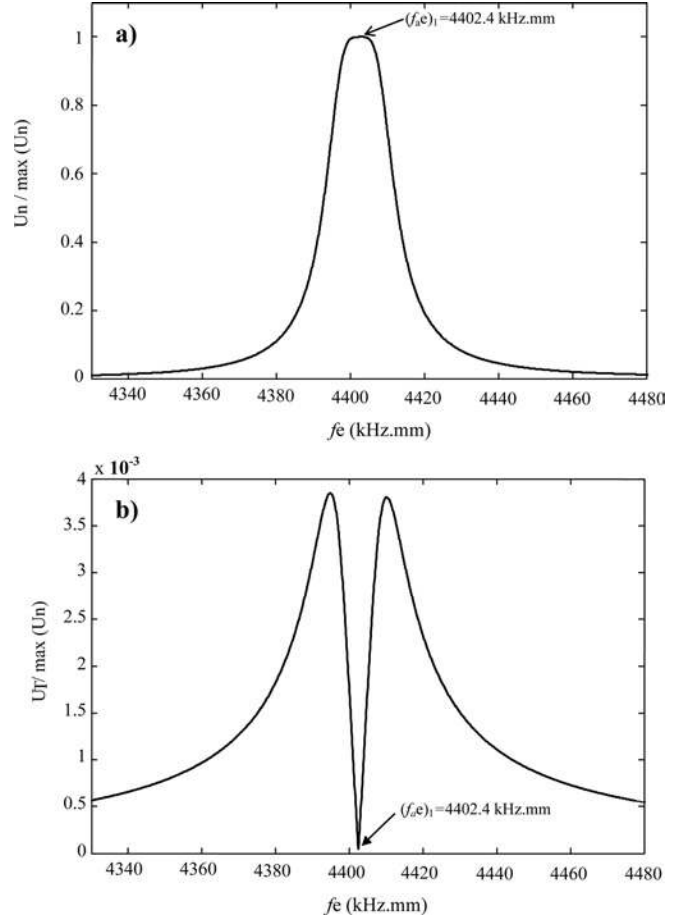 a)
(fₐe)₁=4402.4 kHz.mm
1
0.8
0.6
0.4
0.2
0
Un / max (Un)
4340 4360 4380 4400 4420 4440 4460 4480
fe (kHz.mm)
x 10⁻³
b)
4
3.5
3
2.5
2
1.5
1
0.5
0
UT/ max (Un)
(fₐe)₁=4402.4 kHz.mm
4340 4360 4380 4400 4420 4440 4460 4480
fe (kHz.mm)